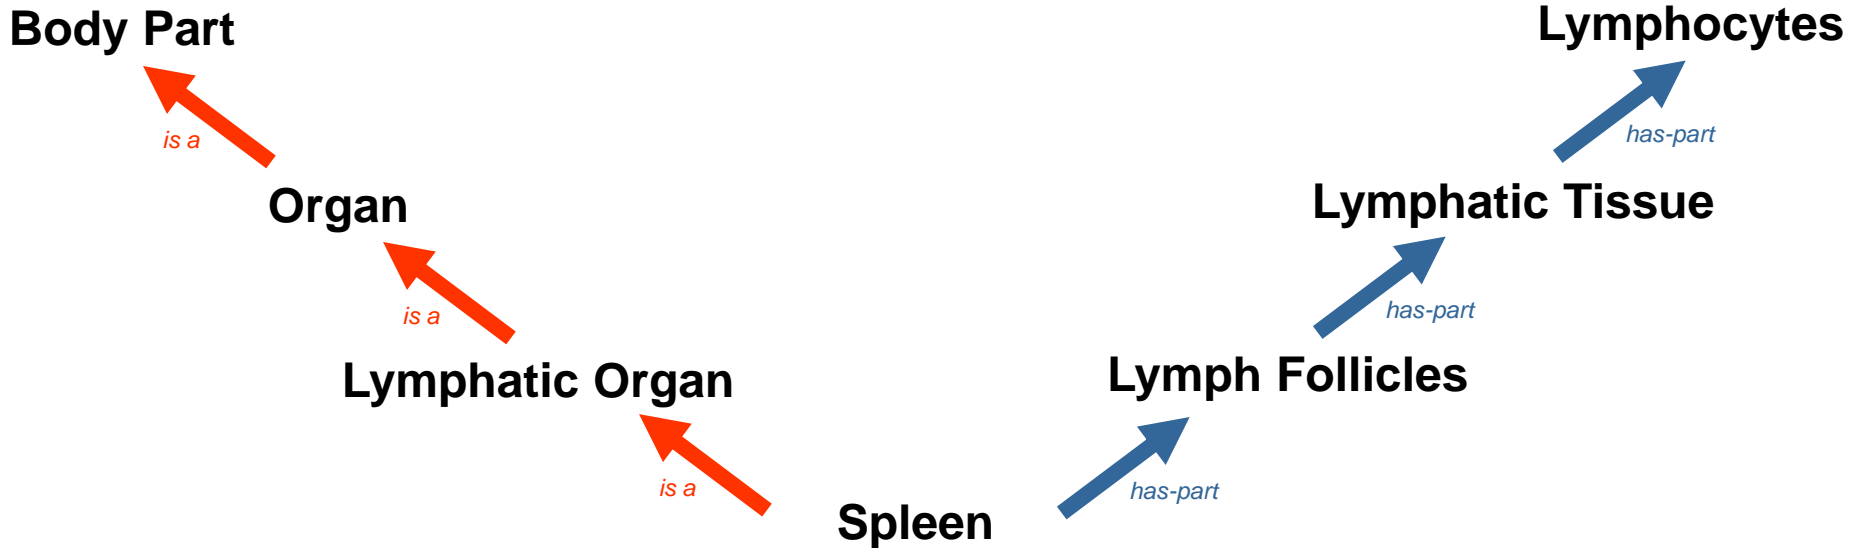 Body Part
Lymphocytes
is a
has-part
Organ
Lymphatic Tissue
is a
has-part
Lymphatic Organ
Lymph Follicles
is a
has-part
Spleen